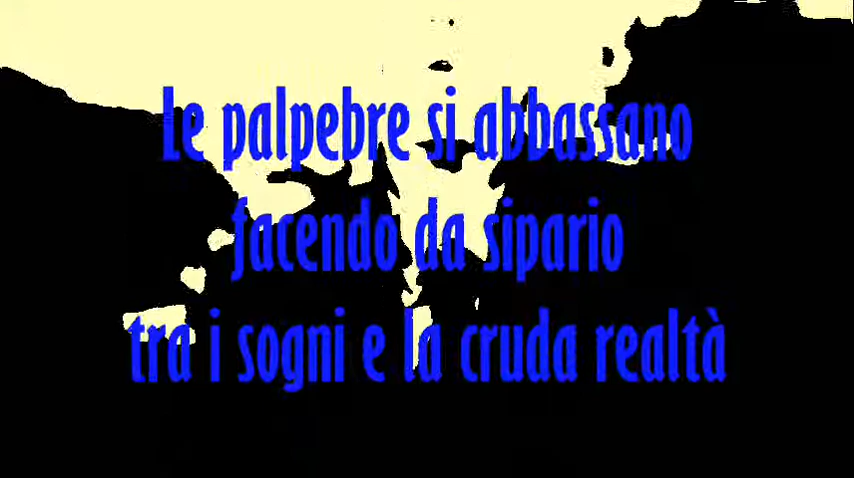 Le palpebre si abbassano
facendo da sipario
tra i sogni e la cruda realtà